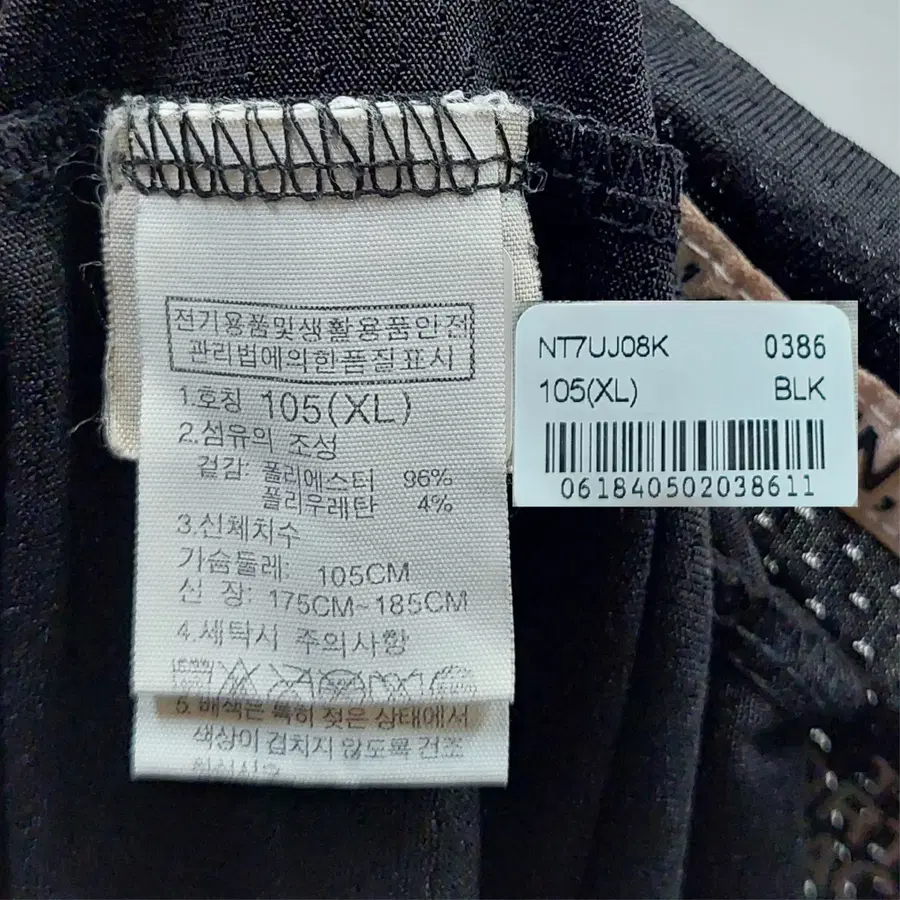 전기용품및생활용품안전
관리법에의한품질표시
1.호칭 105(XL)
2.섬유의 조성
겉감 폴리에스터 96%
폴리우레탄 4%
3.신체치수
가슴둘레: 105CM
신 장: 175CM~185CM
4.세탁시 주의사항
5.배색은 특히 젖은 상태에서
색상이 겹치지 않도록 건조
NT7UJ08K 0386
105(XL) BLK
061840502038611